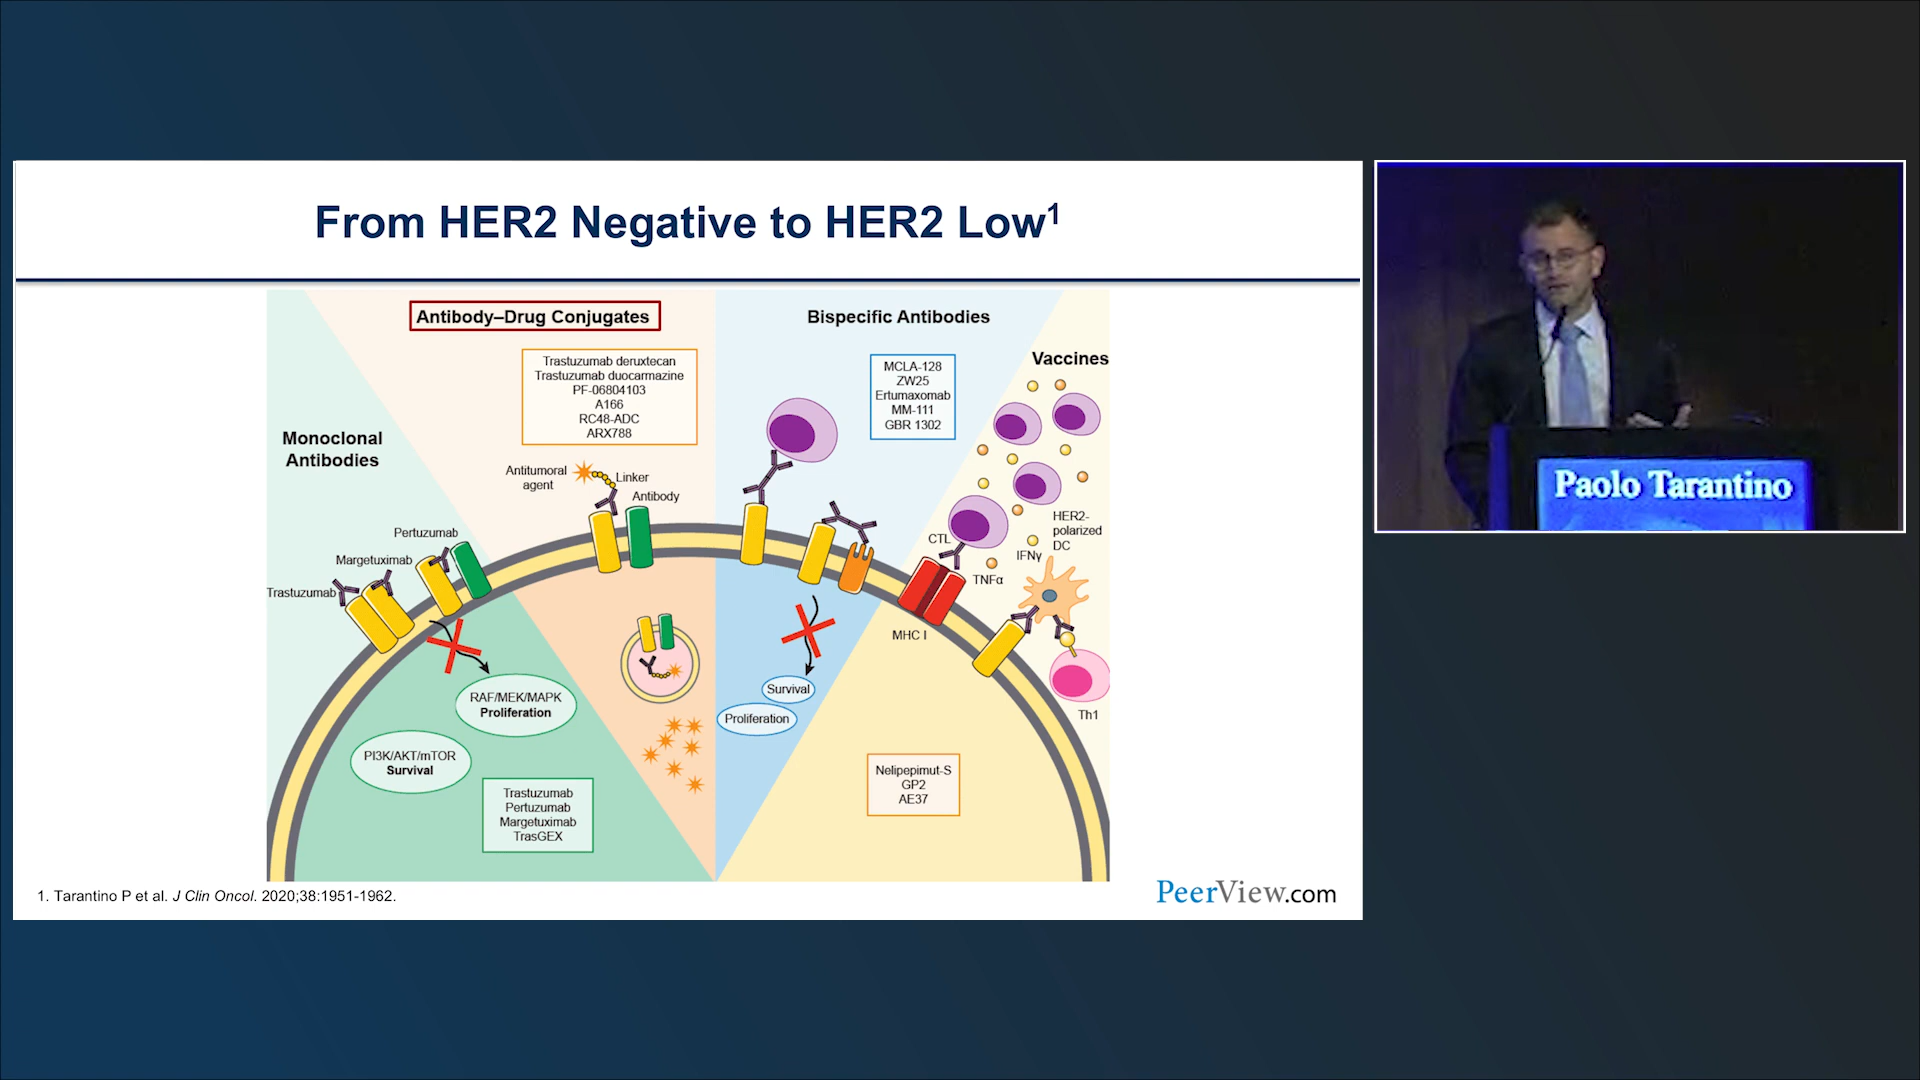 From HER2 Negative to HER2 Low1
Antibody–Drug Conjugates
Trastuzumab deruxtecan
Trastuzumab duocarmazine
PF-06804103
A166
RC48-ADC
ARX788
Bispecific Antibodies
MCLA-128
ZW25
Ertumaxomab
MM-111
GBR 1302
Vaccines
Monoclonal
Antibodies
Antitumoral
agent
Linker
Antibody
Pertuzumab
Margetuximab
Trastuzumab
CTL
HER2-
polarized
DC
IFNγ
TNFα
MHC I
Th1
RAF/MEK/MAPK
Proliferation
PI3K/AKT/mTOR
Survival
Survival
Proliferation
Trastuzumab
Pertuzumab
Margetuximab
TrasGEX
Nelipepimut-S
GP2
AE37
1. Tarantino P et al. J Clin Oncol. 2020;38:1951-1962.
PeerView.com
Paolo Tarantino